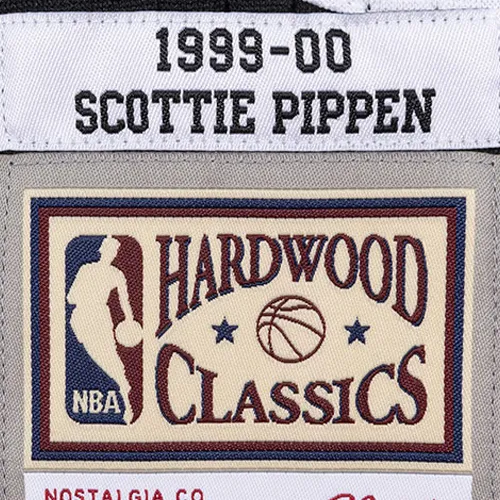 1999-00
SCOTTIE PIPPEN
HARDWOOD
CLASSICS
NBA
NOSTALGIA CO.